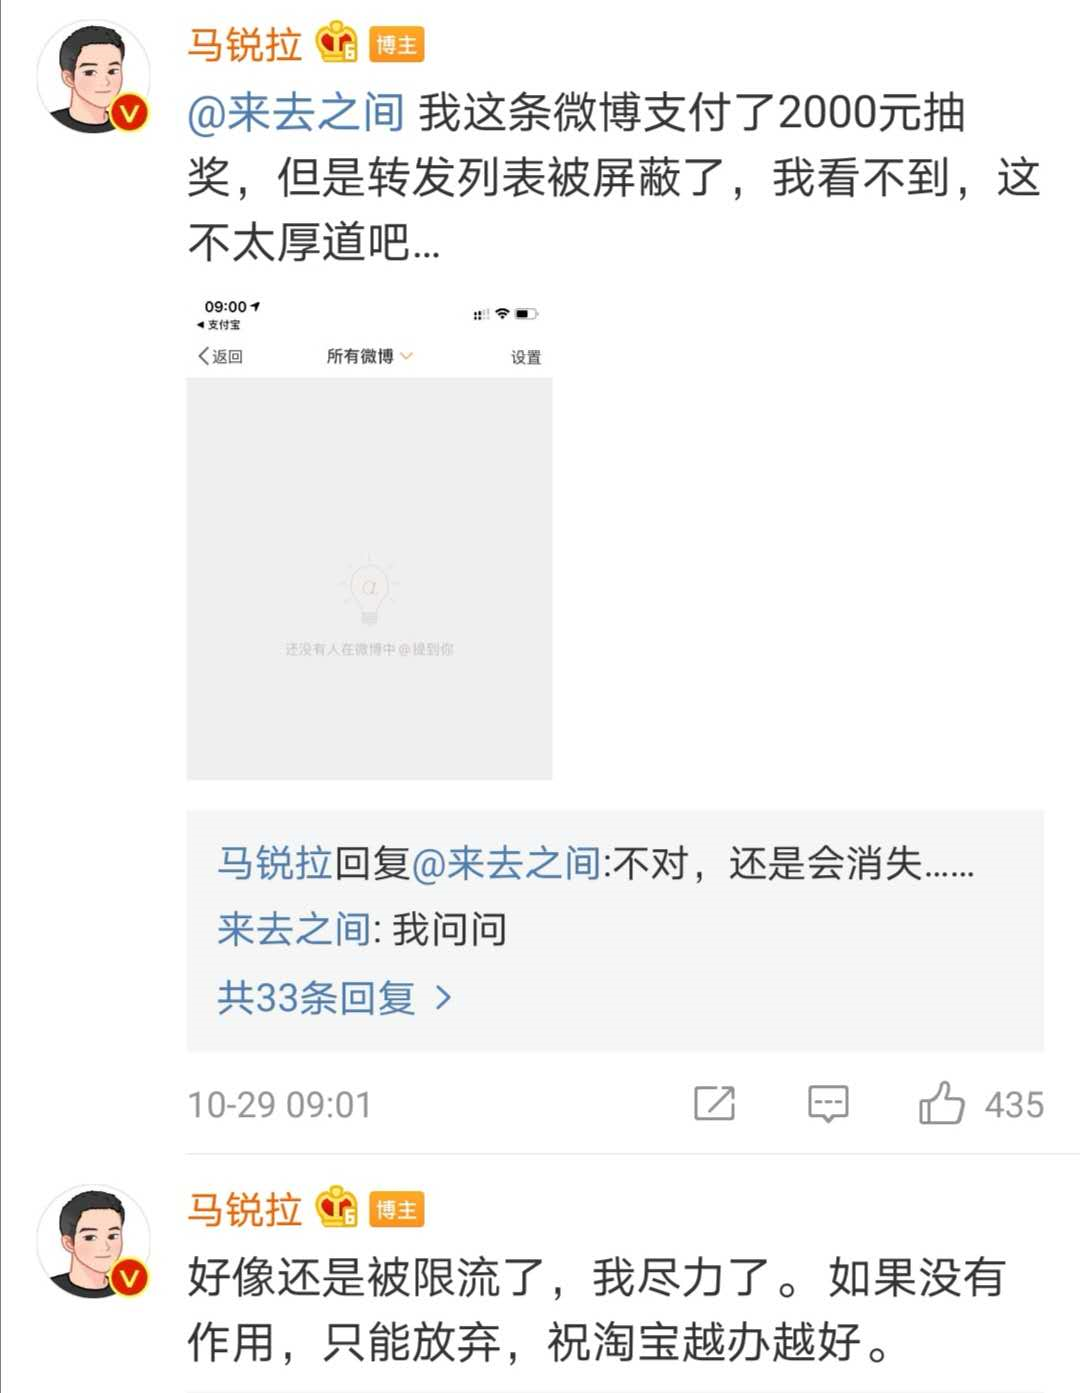 马锐拉 6 博主
@来去之间 我这条微博支付了2000元抽
奖，但是转发列表被屏蔽了，我看不到，这
不太厚道吧...
09:00
支付宝
返回 所有微博 设置
还没有人在微博中@提到你
马锐拉回复@来去之间:不对，还是会消失......
来去之间: 我问问
共33条回复 >
10-29 09:01 435
马锐拉 6 博主
好像还是被限流了，我尽力了。如果没有
作用，只能放弃，祝淘宝越办越好。